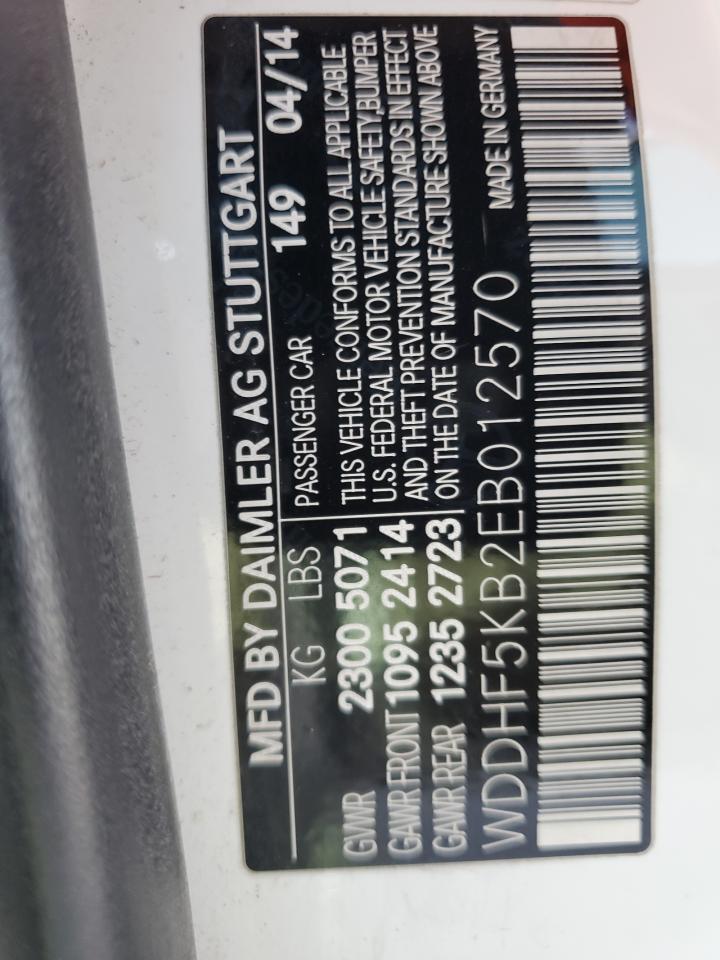 MFD BY DAIMLER AG STUTTGART
KG LBS PASSENGER CAR 149 04/14
GVWR 2300 5071 THIS VEHICLE CONFORMS TO ALL APPLICABLE
GAWR FRONT 1095 2414 U.S. FEDERAL MOTOR VEHICLE SAFETY,BUMPER
GAWR REAR 1235 2723 AND THEFT PREVENTION STANDARDS IN EFFECT
ON THE DATE OF MANUFACTURE SHOWN ABOVE
WDDHF5KB2EB012570 MADE IN GERMANY